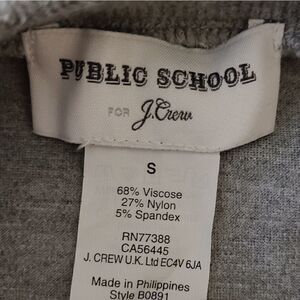 PUBLIC SCHOOL
FOR J.Crew
S
68% Viscose
27% Nylon
5% Spandex
RN77388
CA56445
J. CREW U.K. Ltd EC4V 6JA
Made in Philippines
Style B0891